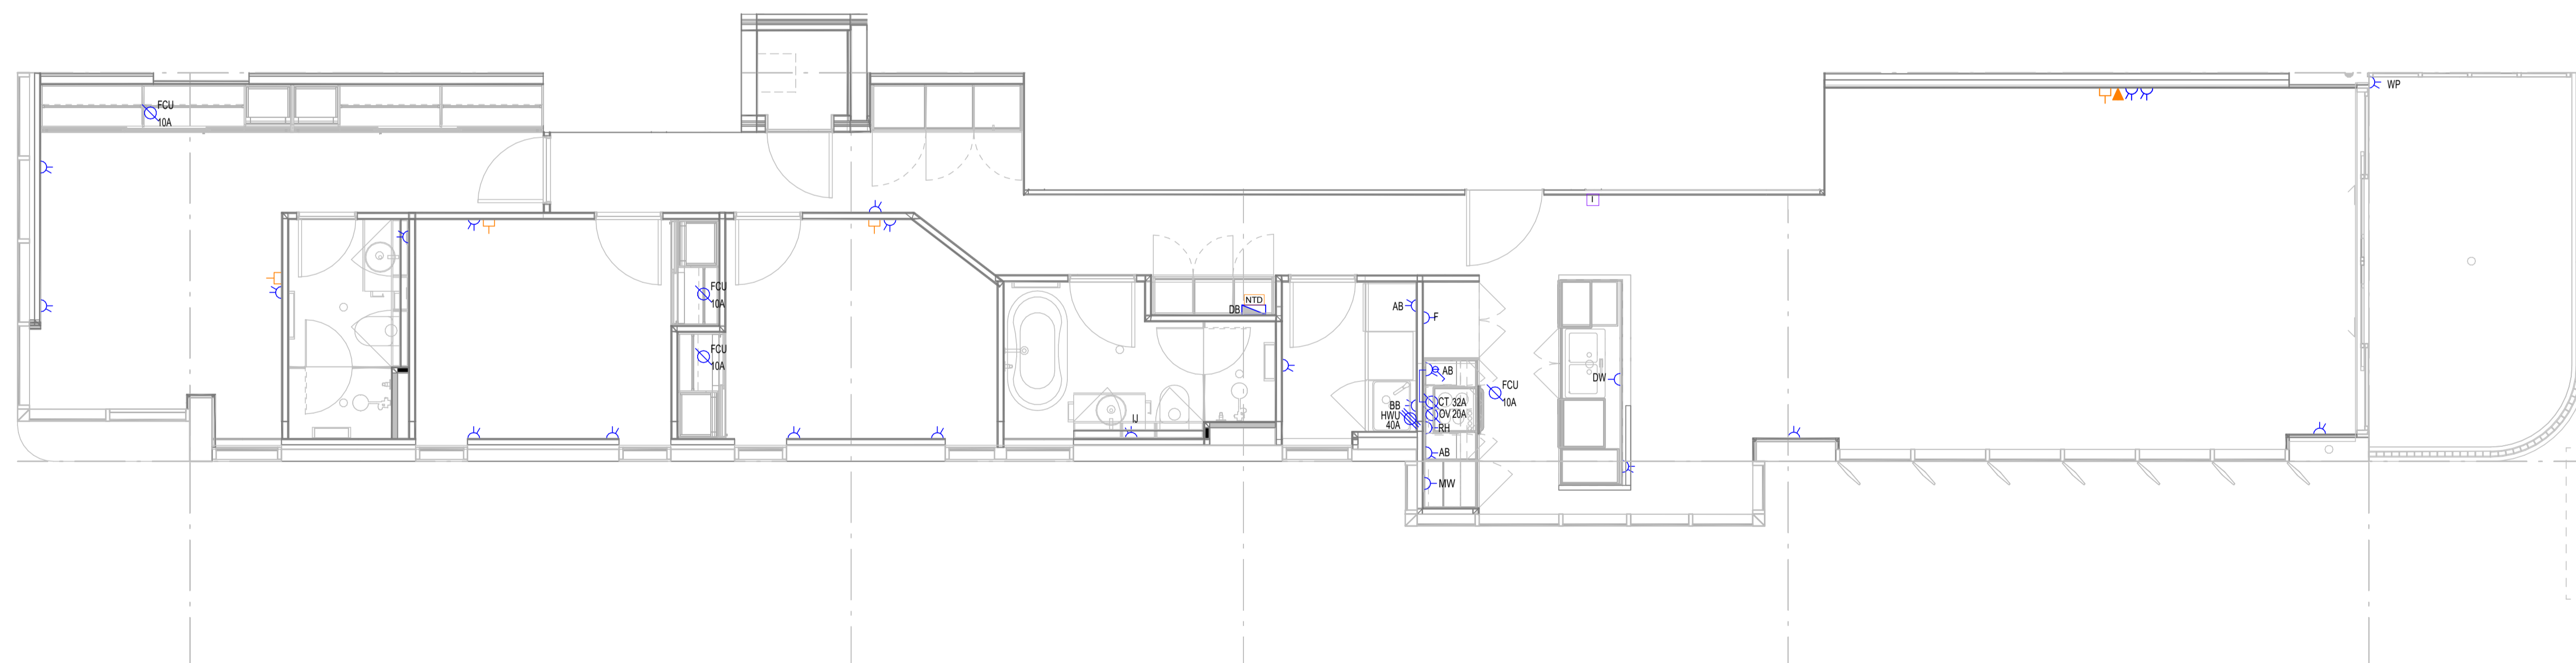 WP
FCU
10A
I
FCU
10A
NTD
DB
AB
F
FCU
10A
AB
DW
FCU
10A
CT 32A
BB
HWU
40A
OV 20A
IJ
RH
AB
MW